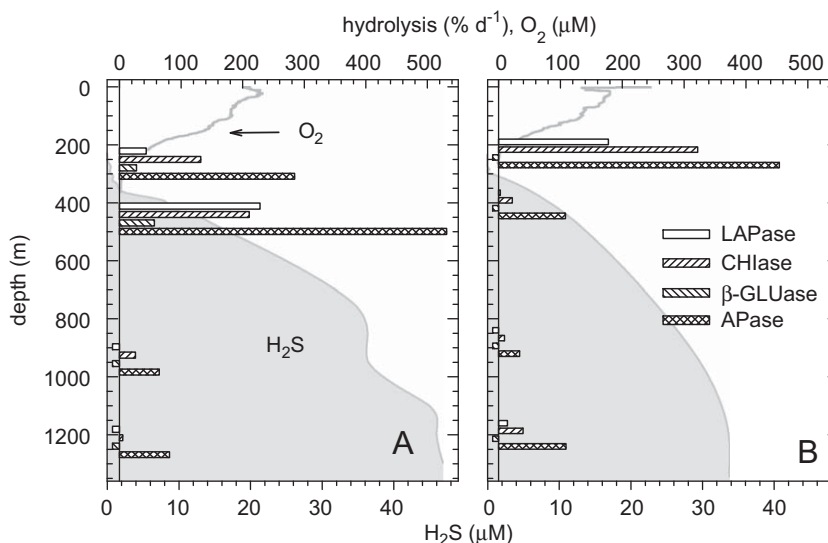 hydrolysis (% d⁻¹), O₂ (μM)
0 100 200 300 400 500
0 100 200 300 400 5
0
200
400
600
800
1000
1200
depth (m)
O₂
H₂S
LAPase
CHIase
β-GLUase
APase
A
B
0 10 20 30 40
0 10 20 30 40
H₂S (μM)